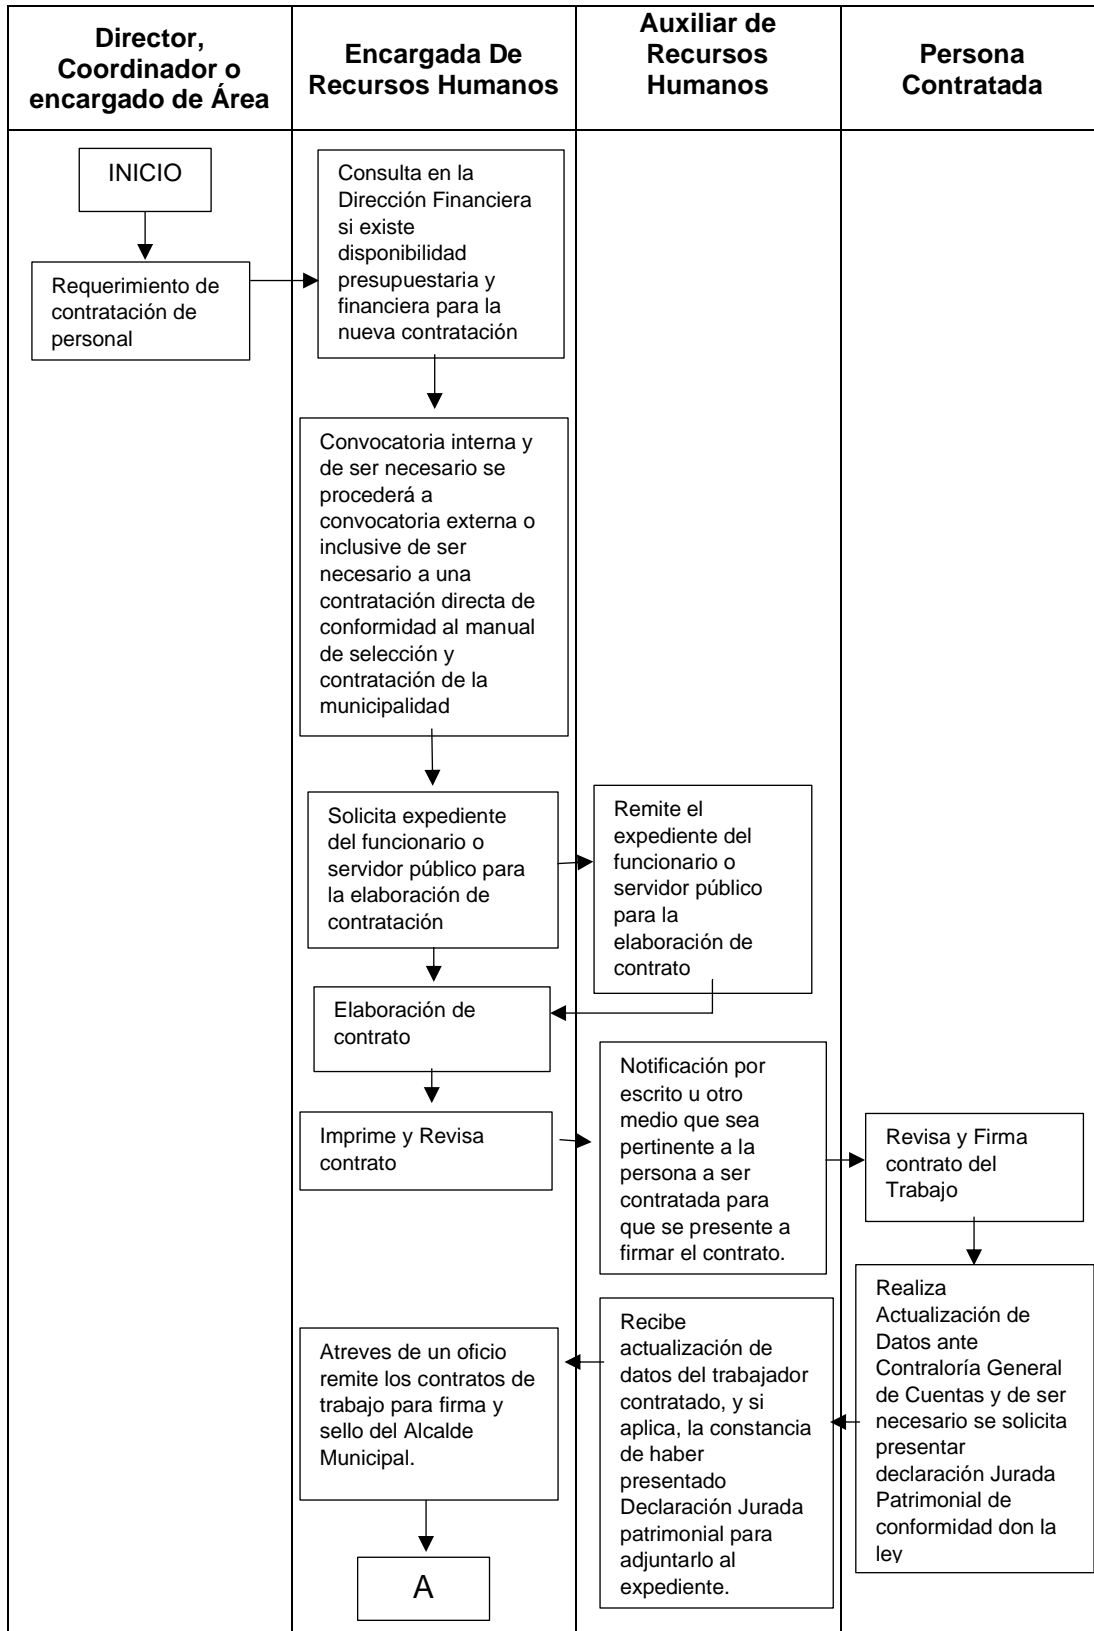 Director,
Coordinador o
encargado de Área
Encargada De
Recursos Humanos
Auxiliar de
Recursos
Humanos
Persona
Contratada
INICIO
Requerimiento de
contratación de
personal
Consulta en la
Dirección Financiera
si existe
disponibilidad
presupuestaria y
financiera para la
nueva contratación
Convocatoria interna y
de ser necesario se
procederá a
convocatoria externa o
inclusive de ser
necesario a una
contratación directa de
conformidad al manual
de selección y
contratación de la
municipalidad
Solicita expediente
del funcionario o
servidor público para
la elaboración de
contratación
Remite el
expediente del
funcionario o
servidor público
para la
elaboración de
contrato
Elaboración de
contrato
Imprime y Revisa
contrato
Notificación por
escrito u otro
medio que sea
pertinente a la
persona a ser
contratada para
que se presente a
firmar el contrato.
Revisa y Firma
contrato del
Trabajo
Realiza
Actualización de
Datos ante
Contraloría General
de Cuentas y de ser
necesario se solicita
presentar
declaración Jurada
Patrimonial de
conformidad don la
ley
Recibe
actualización de
datos del trabajador
contratado, y si
aplica, la constancia
de haber
presentado
Declaración Jurada
patrimonial para
adjuntarlo al
expediente.
Atreves de un oficio
remite los contratos de
trabajo para firma y
sello del Alcalde
Municipal.
A